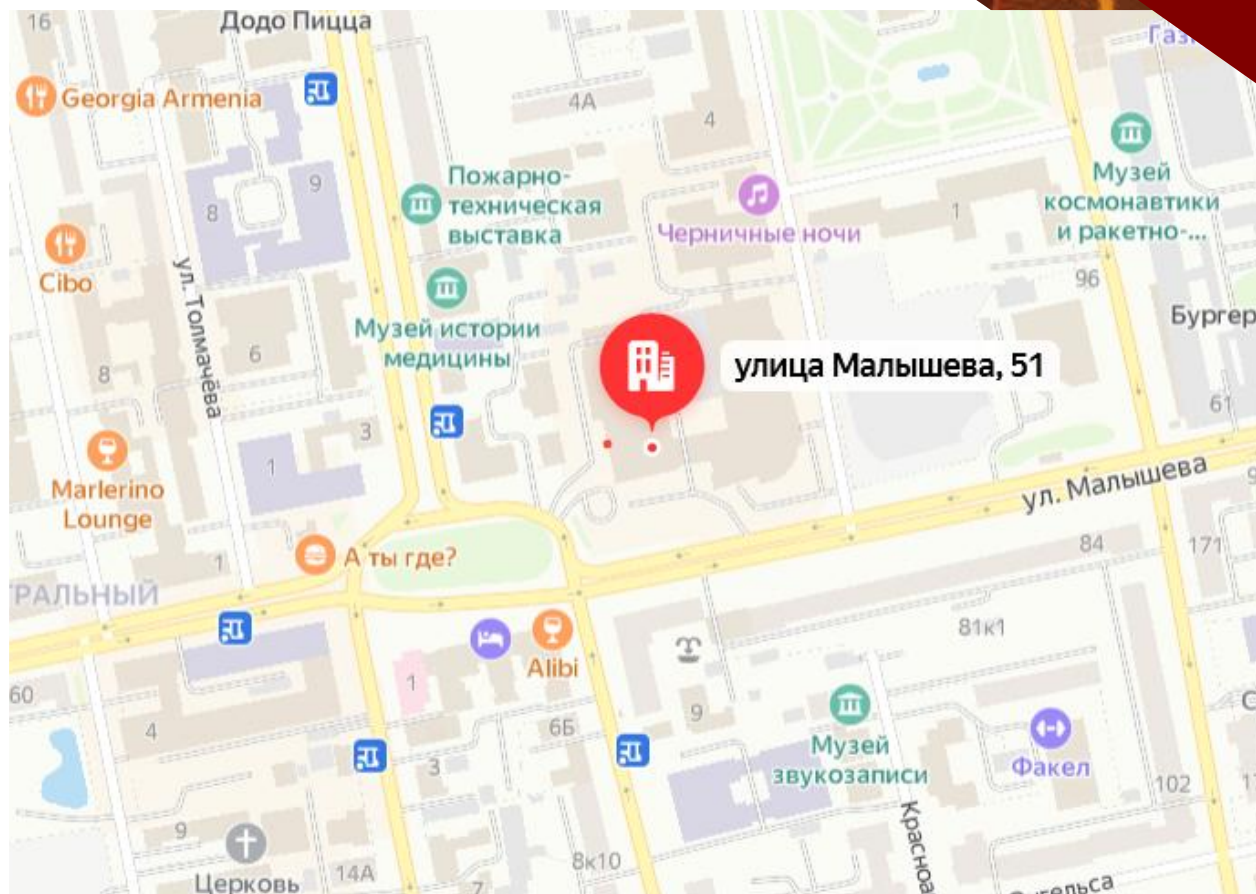 16
Додо Пицца
Georgia Armenia
4А
4
9
8
Пожарно-
техническая
выставка
Черничные ночи
1
Музей
космонавтики
и ракетно-...
96
Cibo
ул. Толмачёва
6
8
Музей истории
медицины
улица Малышева, 51
61
3
1
Marlerino
Lounge
ул. Малышева
А ты где?
1
84
171
81к1
Alibi
60
4
1
6Б
9
Музей
звукозаписи
Факел
102
3
9
Церковь
14А
7
8к10